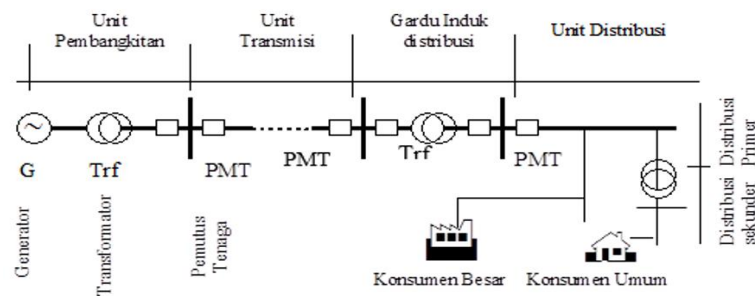 Unit
Pembangkitan
Unit
Transmisi
Gardu Induk
distribusi
Unit Distribusi
~
G
Trf
PMT
PMT
Trf
PMT
Generator
Transformator
Pemutus
Tenaga
Distribusi
Primer
Distribusi
sekunder
Konsumen Besar
Konsumen Umum